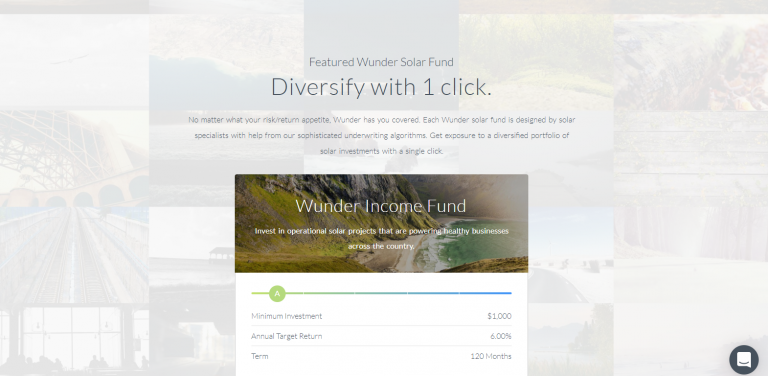 Featured Wunder Solar Fund
Diversify with 1 click.
No matter what your risk/return appetite, Wunder has you covered. Each Wunder solar fund is designed by solar
specialists with help from our sophisticated underwriting algorithms. Get exposure to a diversified portfolio of
solar investments with a single click.
Wunder Income Fund
Invest in operational solar projects that are powering healthy businesses
across the country.
A
Minimum Investment $1,000
Annual Target Return 6.00%
Term 120 Months